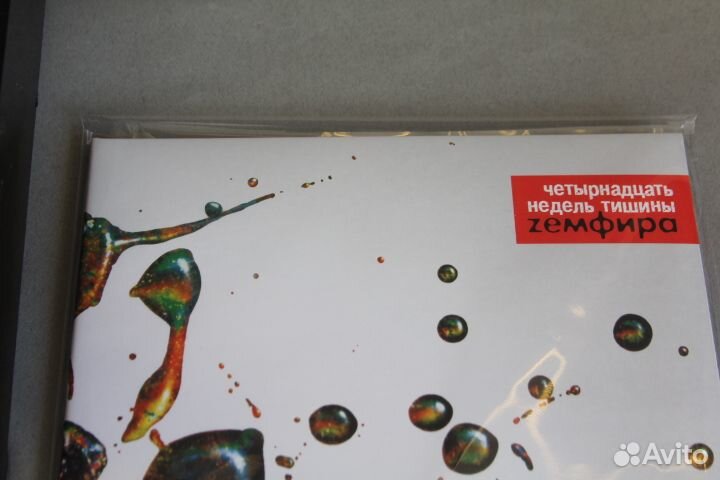 четырнадцать
недель тишины
zемфира
Avito